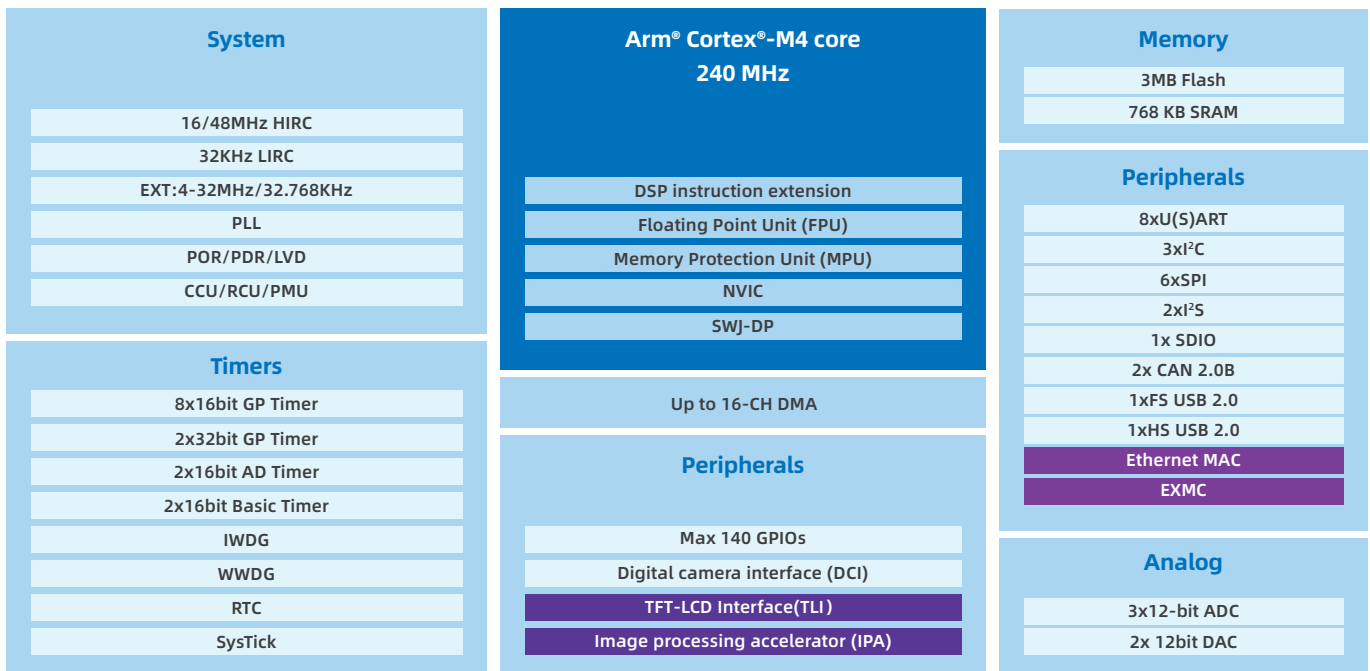 System
16/48MHz HIRC
32KHz LIRC
EXT:4-32MHz/32.768KHz
PLL
POR/PDR/LVD
CCU/RCU/PMU
Timers
8x16bit GP Timer
2x32bit GP Timer
2x16bit AD Timer
2x16bit Basic Timer
IWDG
WWDG
RTC
SysTick
Arm® Cortex®-M4 core
240 MHz
DSP instruction extension
Floating Point Unit (FPU)
Memory Protection Unit (MPU)
NVIC
SWJ-DP
Up to 16-CH DMA
Peripherals
Max 140 GPIOs
Digital camera interface (DCI)
TFT-LCD Interface(TLI)
Image processing accelerator (IPA)
Memory
3MB Flash
768 KB SRAM
Peripherals
8xU(S)ART
3xI²C
6xSPI
2xI²S
1x SDIO
2x CAN 2.0B
1xFS USB 2.0
1xHS USB 2.0
Ethernet MAC
EXMC
Analog
3x12-bit ADC
2x 12bit DAC